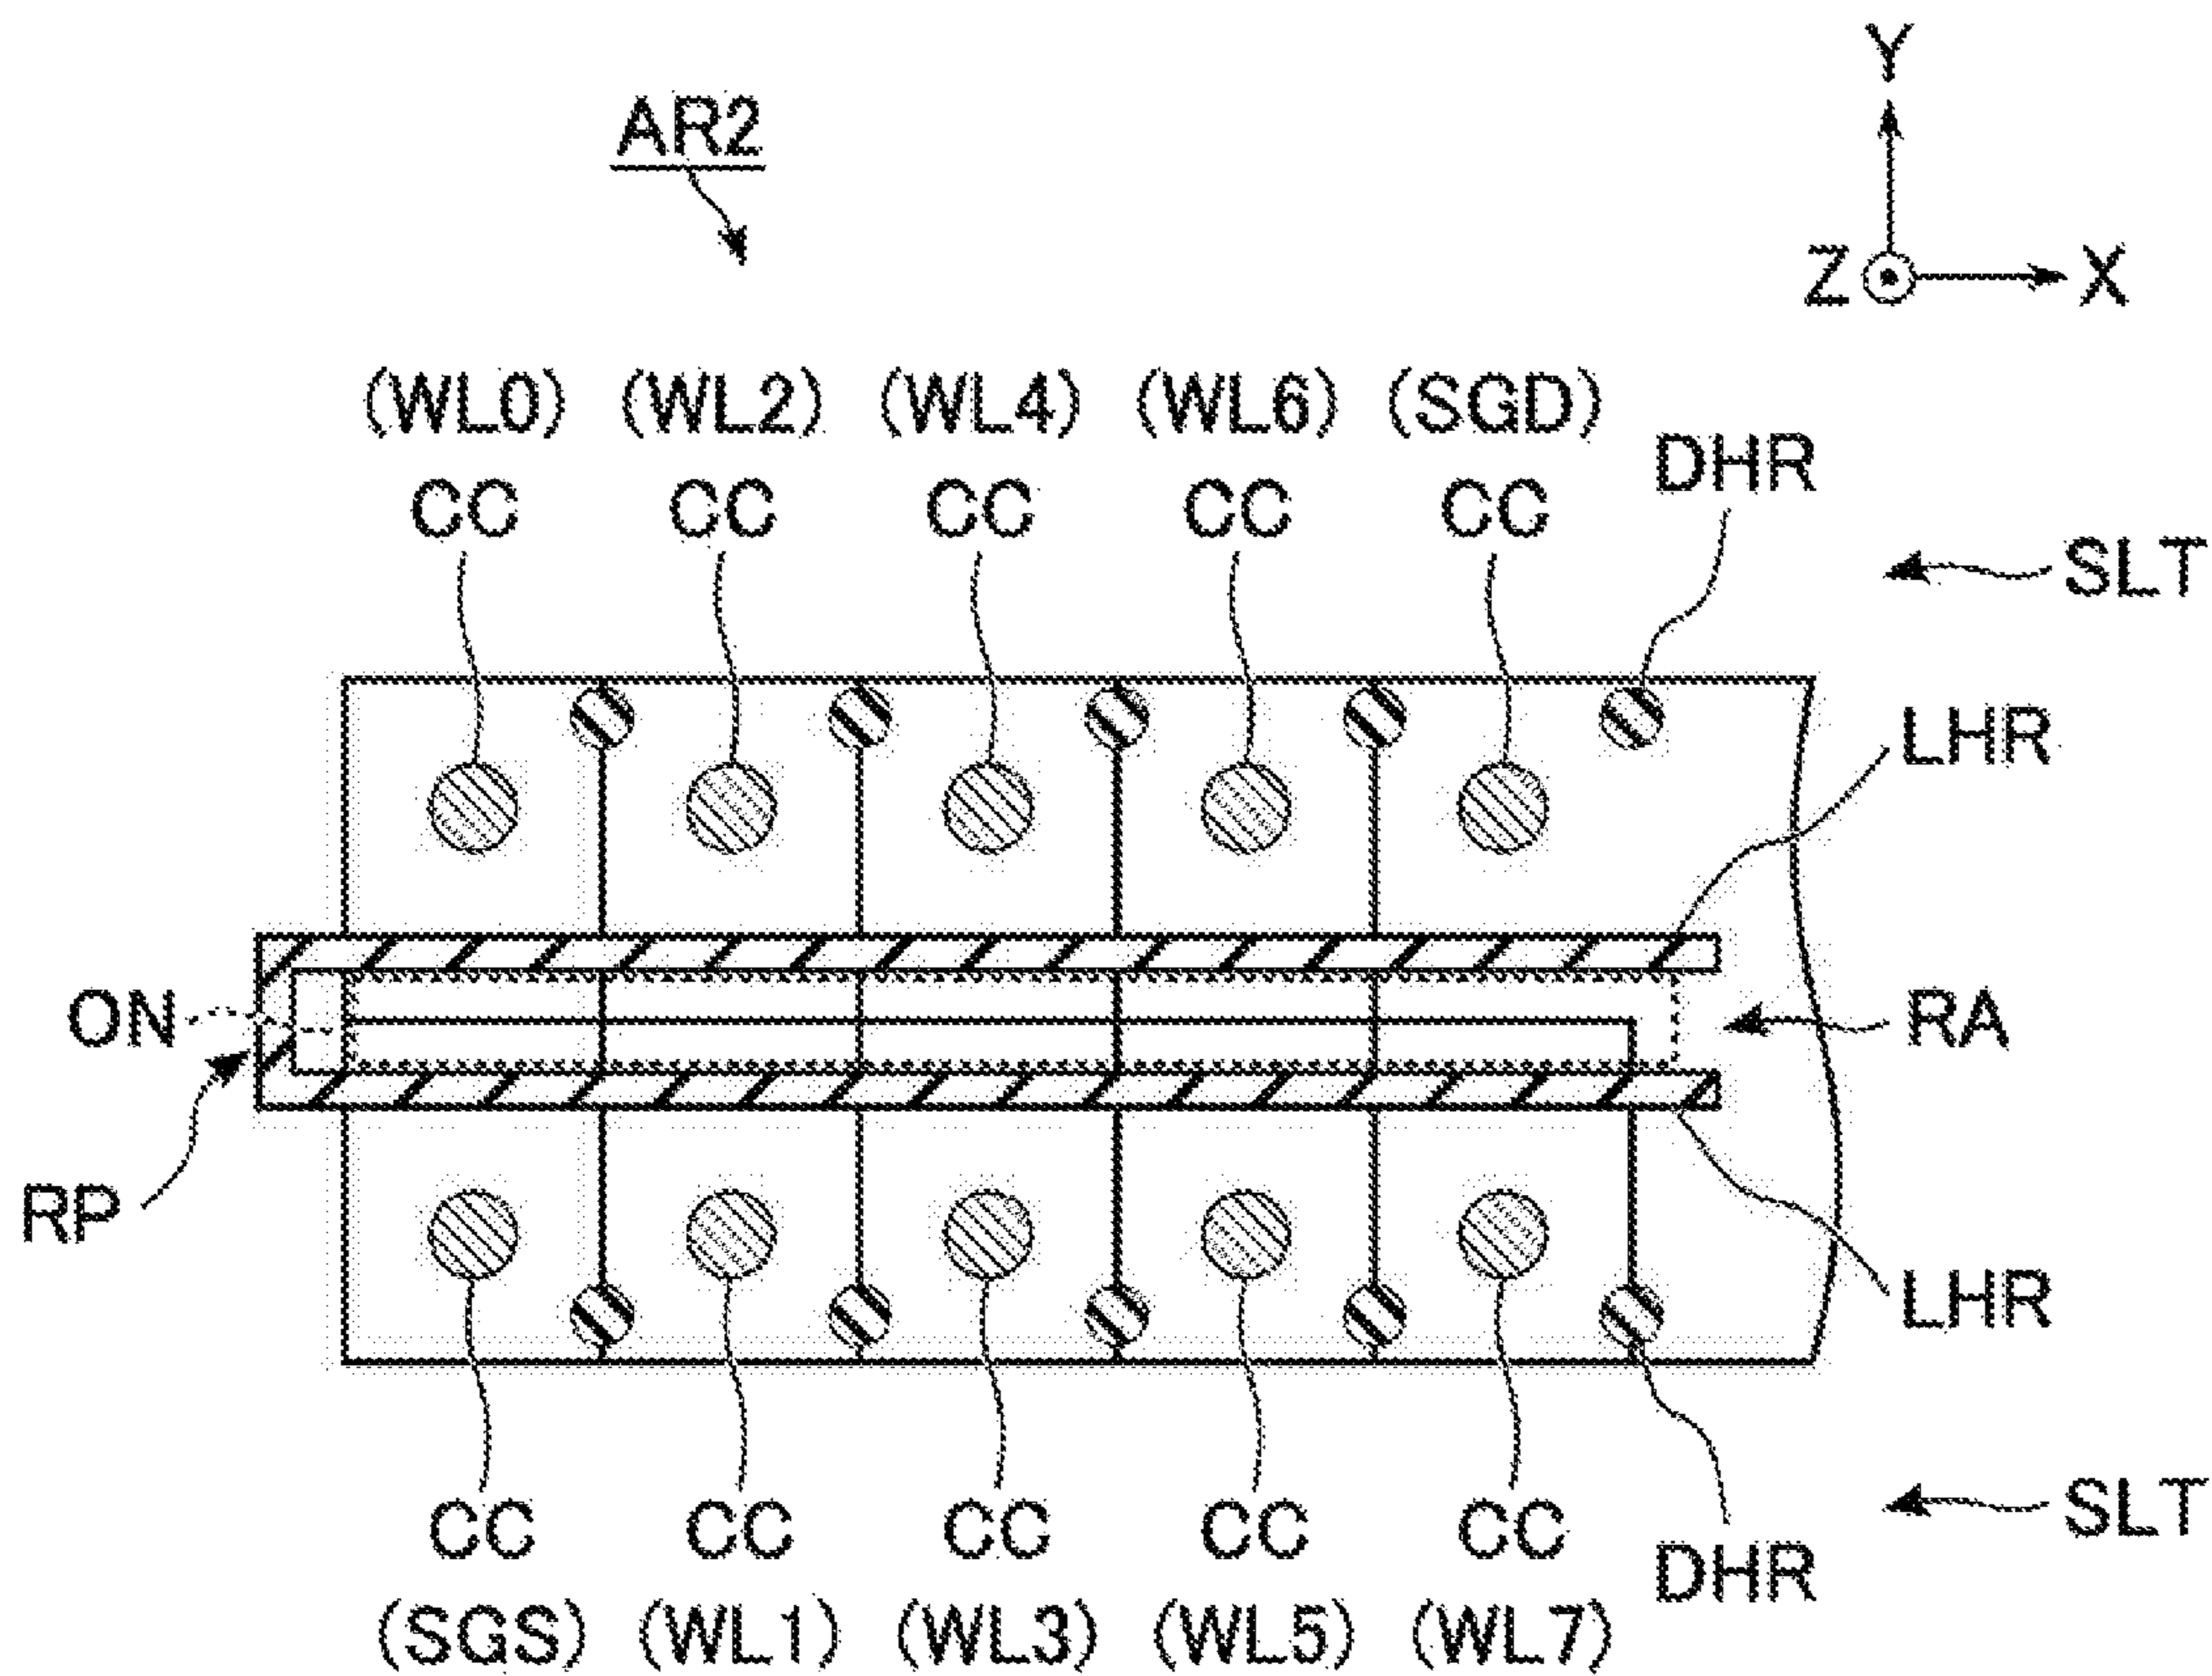 Y
AR2
Z X
(WL0) (WL2) (WL4) (WL6) (SGD)
DHR
CC CC CC CC CC
SLT
LHR
ON
RA
RP
LHR
SLT
CC CC CC CC CC
DHR
(SGS) (WL1) (WL3) (WL5) (WL7)